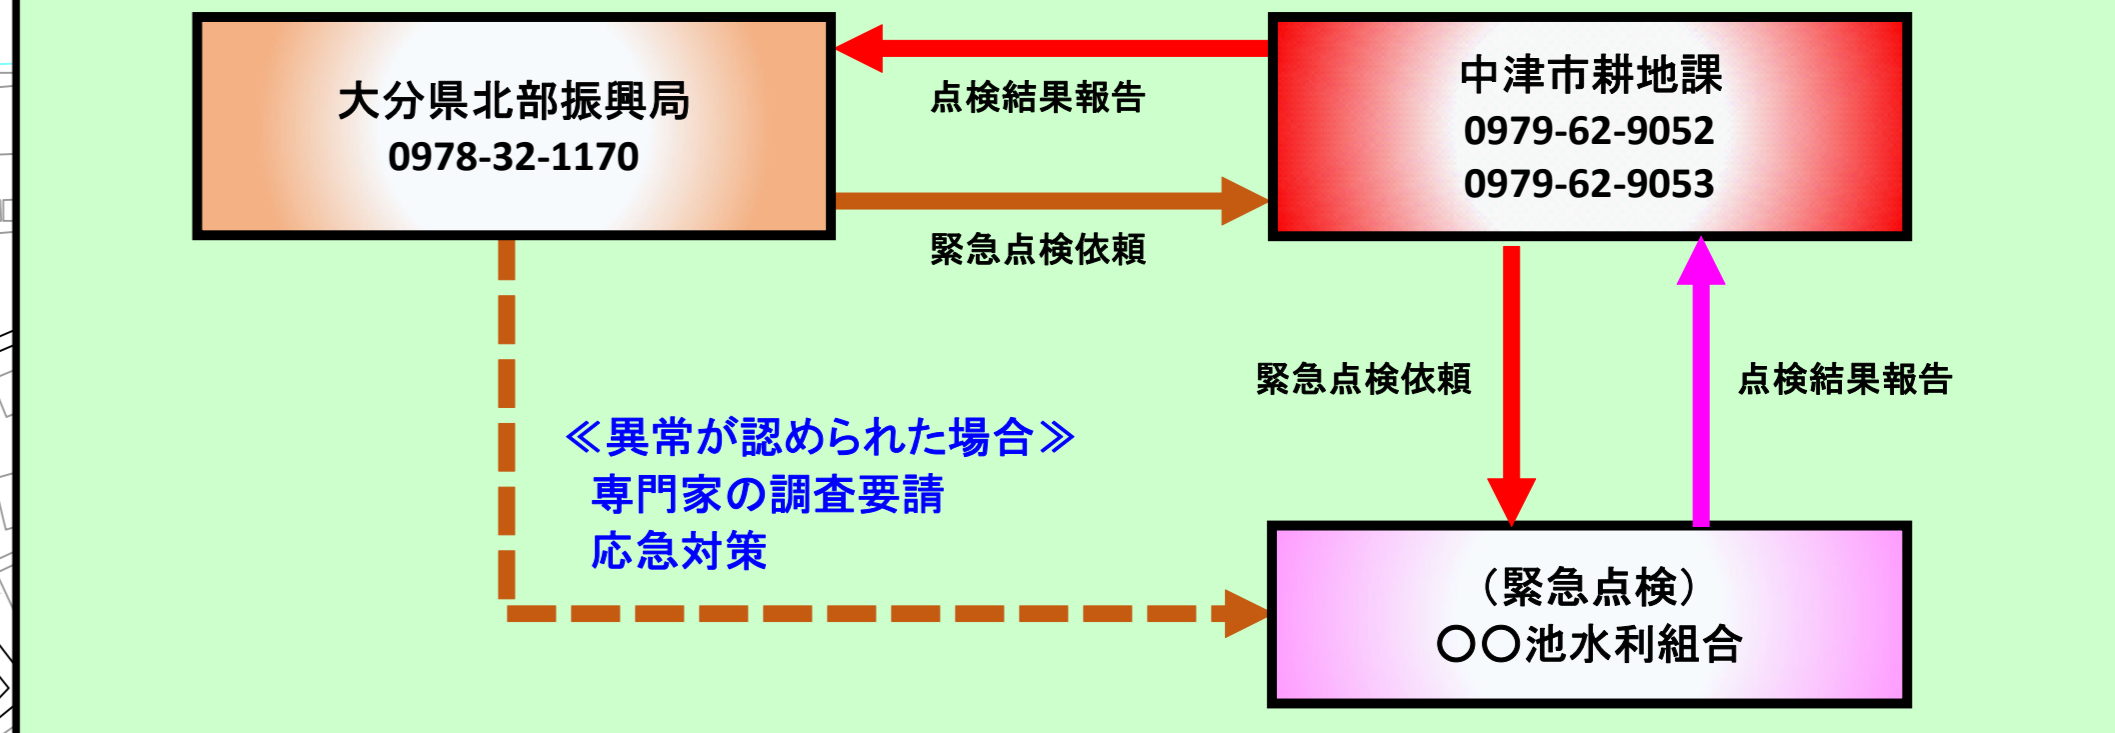 大分県北部振興局
0978-32-1170
点検結果報告
緊急点検依頼
中津市耕地課
0979-62-9052
0979-62-9053
緊急点検依頼
点検結果報告
≪異常が認められた場合≫
専門家の調査要請
応急対策
（緊急点検）
〇〇池水利組合